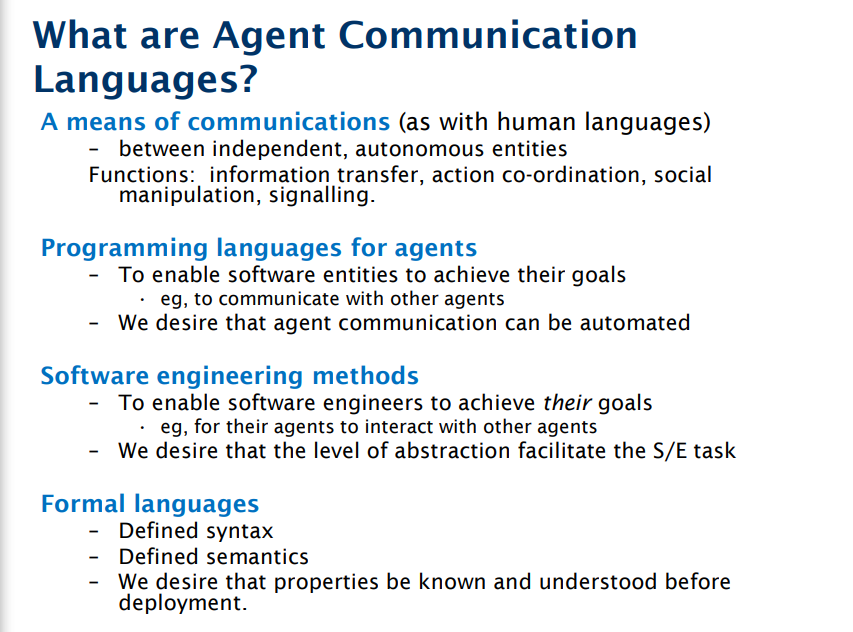 What are Agent Communication
Languages?
A means of communications (as with human languages)
– between independent, autonomous entities
Functions: information transfer, action co-ordination, social
manipulation, signalling.
Programming languages for agents
– To enable software entities to achieve their goals
· eg, to communicate with other agents
– We desire that agent communication can be automated
Software engineering methods
– To enable software engineers to achieve their goals
· eg, for their agents to interact with other agents
– We desire that the level of abstraction facilitate the S/E task
Formal languages
– Defined syntax
– Defined semantics
– We desire that properties be known and understood before
deployment.